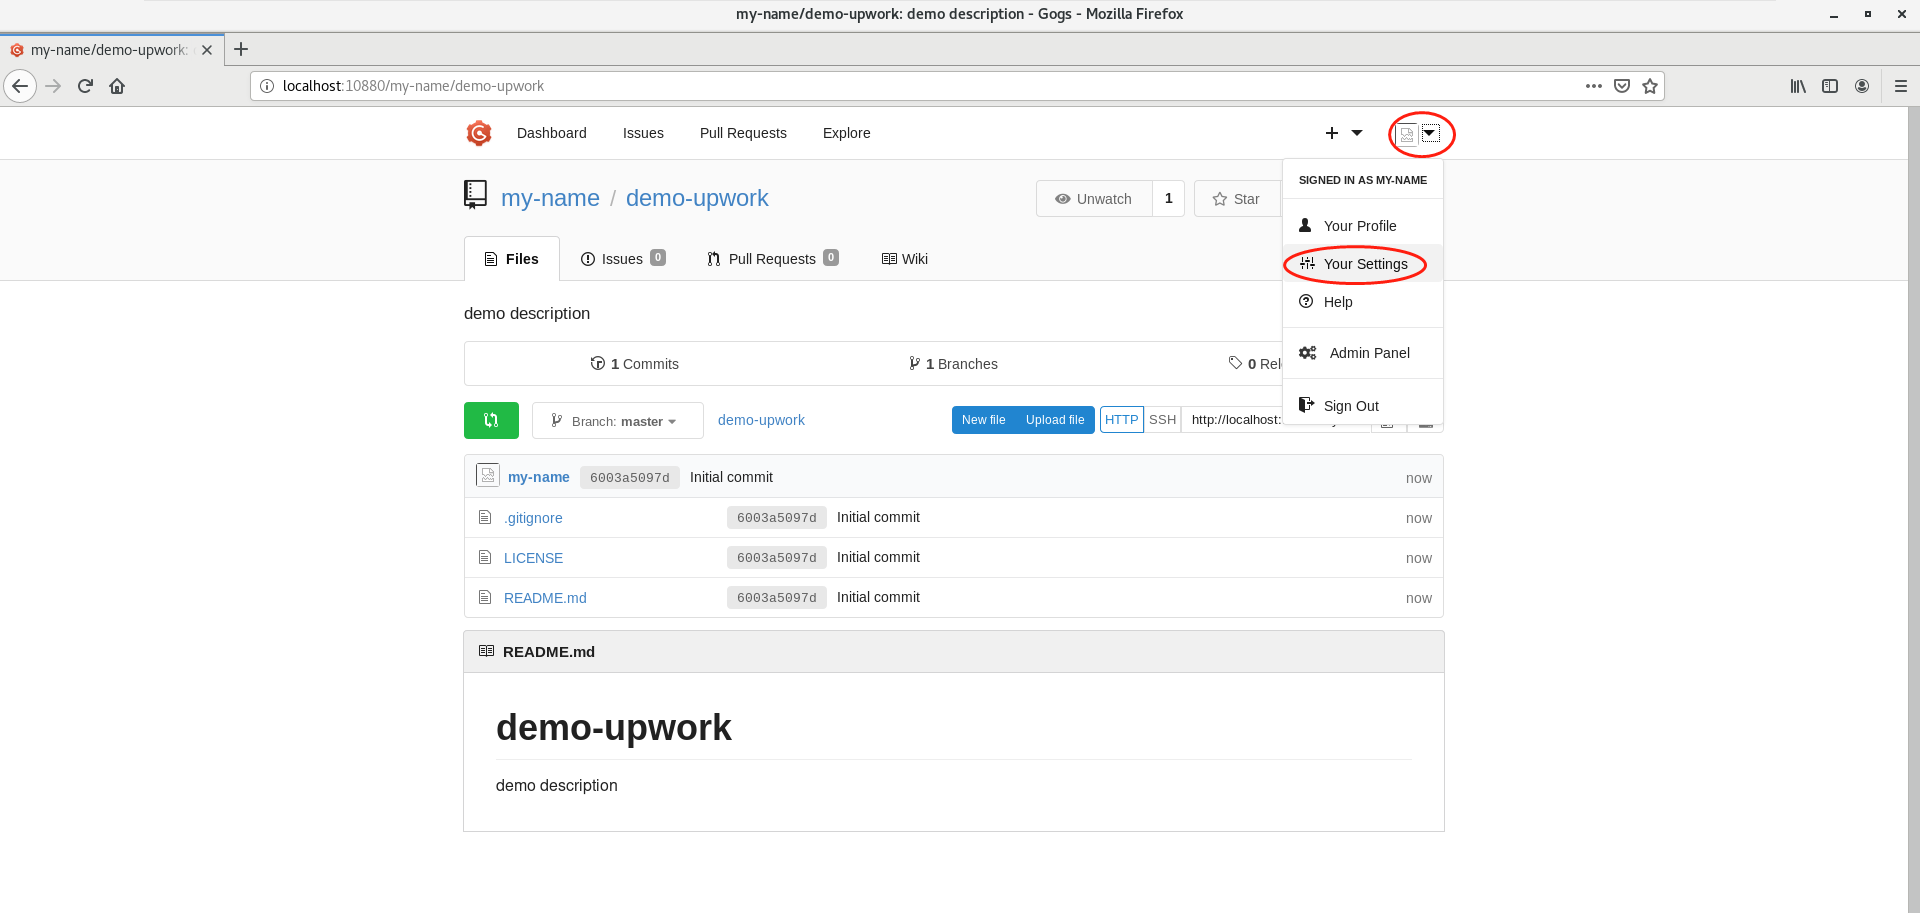 my-name/demo-upwork: demo description - Gogs - Mozilla Firefox
my-name/demo-upwork:
localhost:10880/my-name/demo-upwork
Dashboard Issues Pull Requests Explore
SIGNED IN AS MY-NAME
Your Profile
Your Settings
Help
Admin Panel
Sign Out
my-name / demo-upwork
Unwatch 1 Star
Files Issues 0 Pull Requests 0 Wiki
demo description
1 Commits 1 Branches 0 Rel
Branch: master demo-upwork New file Upload file HTTP SSH http://localhost:
my-name 6003a5097d Initial commit now
.gitignore 6003a5097d Initial commit now
LICENSE 6003a5097d Initial commit now
README.md 6003a5097d Initial commit now
README.md
demo-upwork
demo description